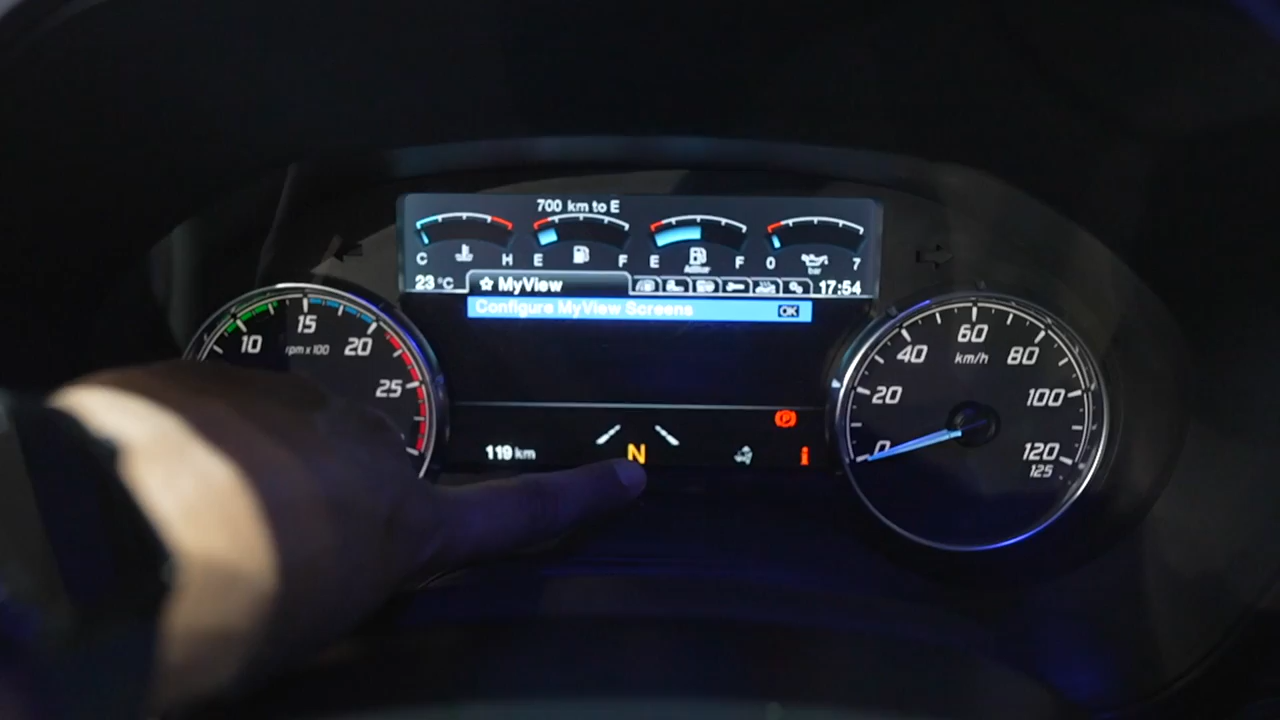 700 km to E
C H E F E F 0 7
AdBlue
bar
23 °C MyView 17:54
Configure MyView Screens OK
10 15 20 25
rpm x 100
0 20 40 60 80 100 120 125
km/h
P
119 km N i